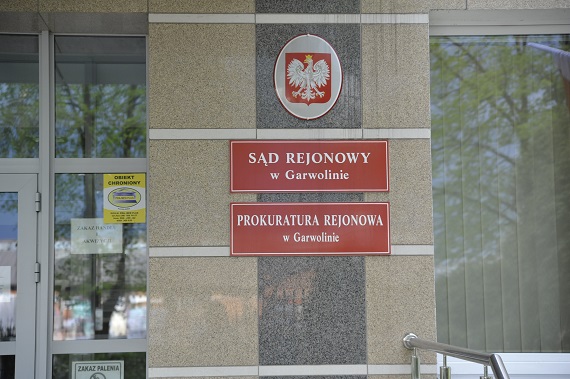 SĄD REJONOWY
w Garwolinie
PROKURATURA REJONOWA
w Garwolinie
OBIEKT
CHRONIONY
ZAKAZ PALENIA